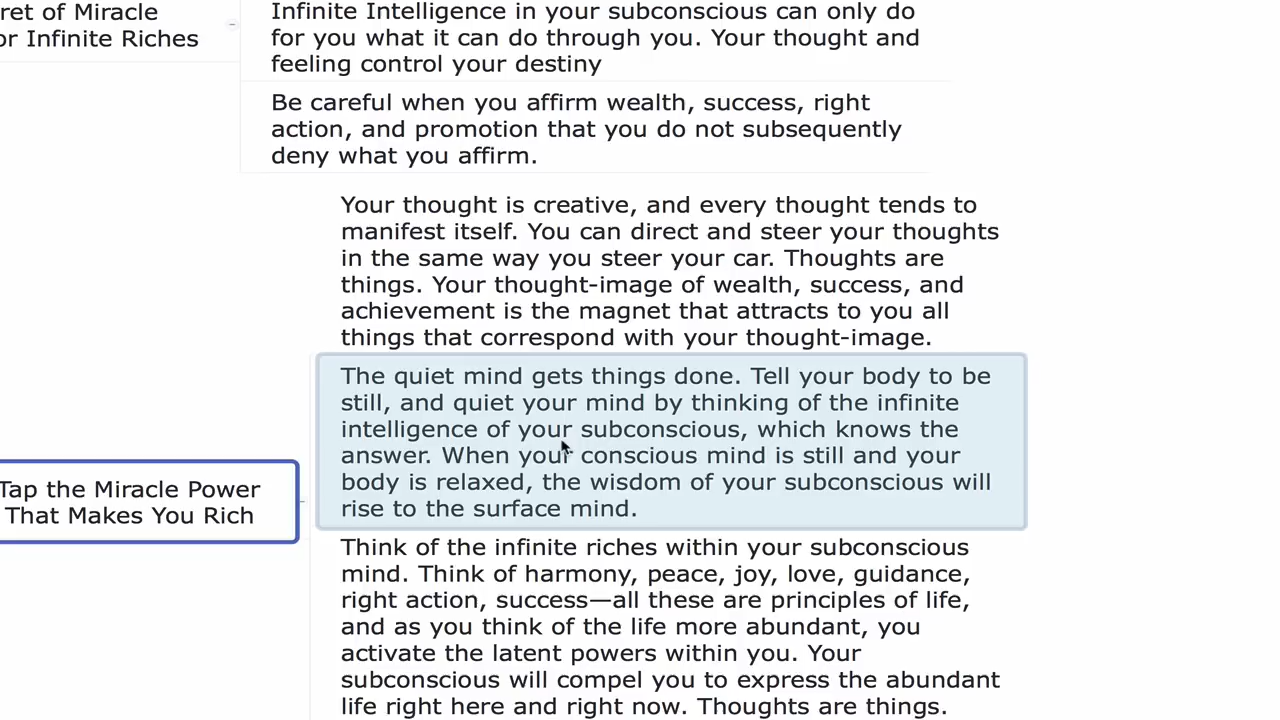 ret of Miracle
or Infinite Riches
Infinite Intelligence in your subconscious can only do
for you what it can do through you. Your thought and
feeling control your destiny
Be careful when you affirm wealth, success, right
action, and promotion that you do not subsequently
deny what you affirm.
Your thought is creative, and every thought tends to
manifest itself. You can direct and steer your thoughts
in the same way you steer your car. Thoughts are
things. Your thought-image of wealth, success, and
achievement is the magnet that attracts to you all
things that correspond with your thought-image.
The quiet mind gets things done. Tell your body to be
still, and quiet your mind by thinking of the infinite
intelligence of your subconscious, which knows the
answer. When your conscious mind is still and your
body is relaxed, the wisdom of your subconscious will
rise to the surface mind.
Tap the Miracle Power
That Makes You Rich
Think of the infinite riches within your subconscious
mind. Think of harmony, peace, joy, love, guidance,
right action, success—all these are principles of life,
and as you think of the life more abundant, you
activate the latent powers within you. Your
subconscious will compel you to express the abundant
life right here and right now. Thoughts are things.